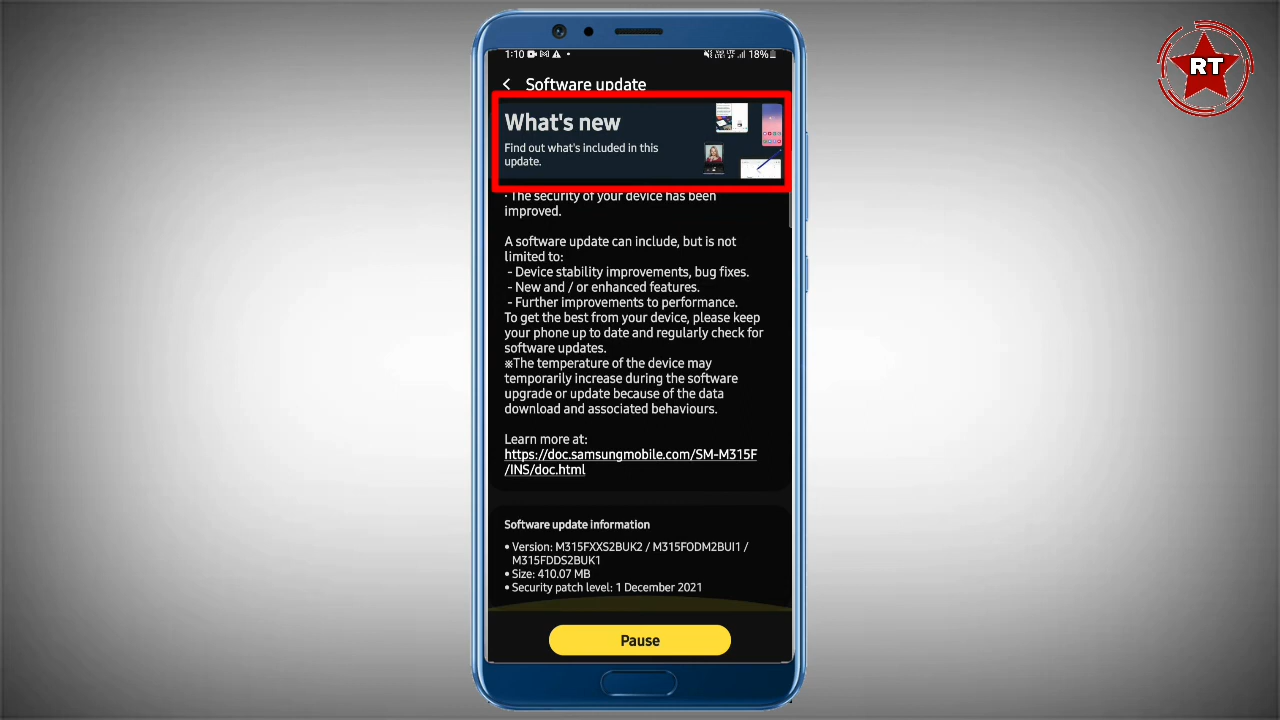 RT
1:10
18%
Software update
What's new
Find out what's included in this
update.
· The security of your device has been
improved.
A software update can include, but is not
limited to:
- Device stability improvements, bug fixes.
- New and / or enhanced features.
- Further improvements to performance.
To get the best from your device, please keep
your phone up to date and regularly check for
software updates.
※The temperature of the device may
temporarily increase during the software
upgrade or update because of the data
download and associated behaviours.
Learn more at:
https://doc.samsungmobile.com/SM-M315F
/INS/doc.html
Software update information
• Version: M315FXXS2BUK2 / M315FODM2BUI1 /
M315FDDS2BUK1
• Size: 410.07 MB
• Security patch level: 1 December 2021
Pause